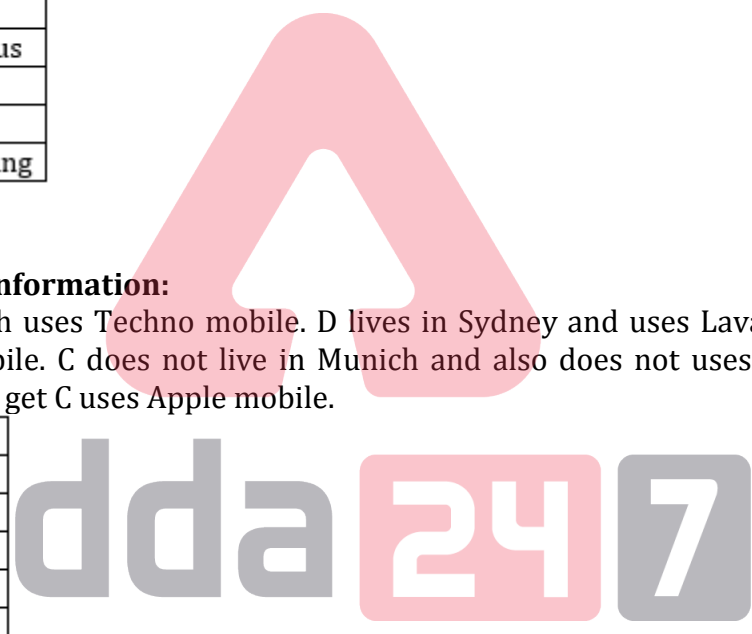 us
ng
nformation:
h uses Techno mobile. D lives in Sydney and uses Lava
bile. C does not live in Munich and also does not uses
get C uses Apple mobile.
dda 24 7